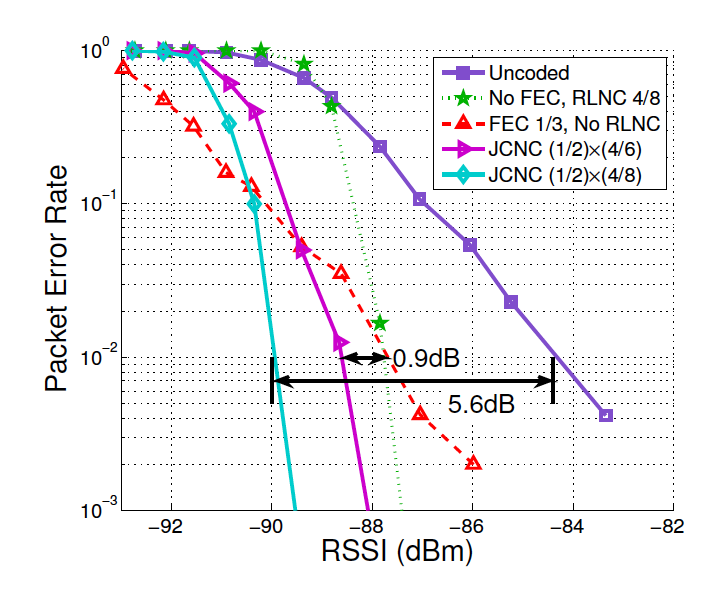 Packet Error Rate
10⁰
10⁻¹
10⁻²
10⁻³
Uncoded
No FEC, RLNC 4/8
FEC 1/3, No RLNC
JCNC (1/2)×(4/6)
JCNC (1/2)×(4/8)
0.9dB
5.6dB
−92 −90 −88 −86 −84 −82
RSSI (dBm)